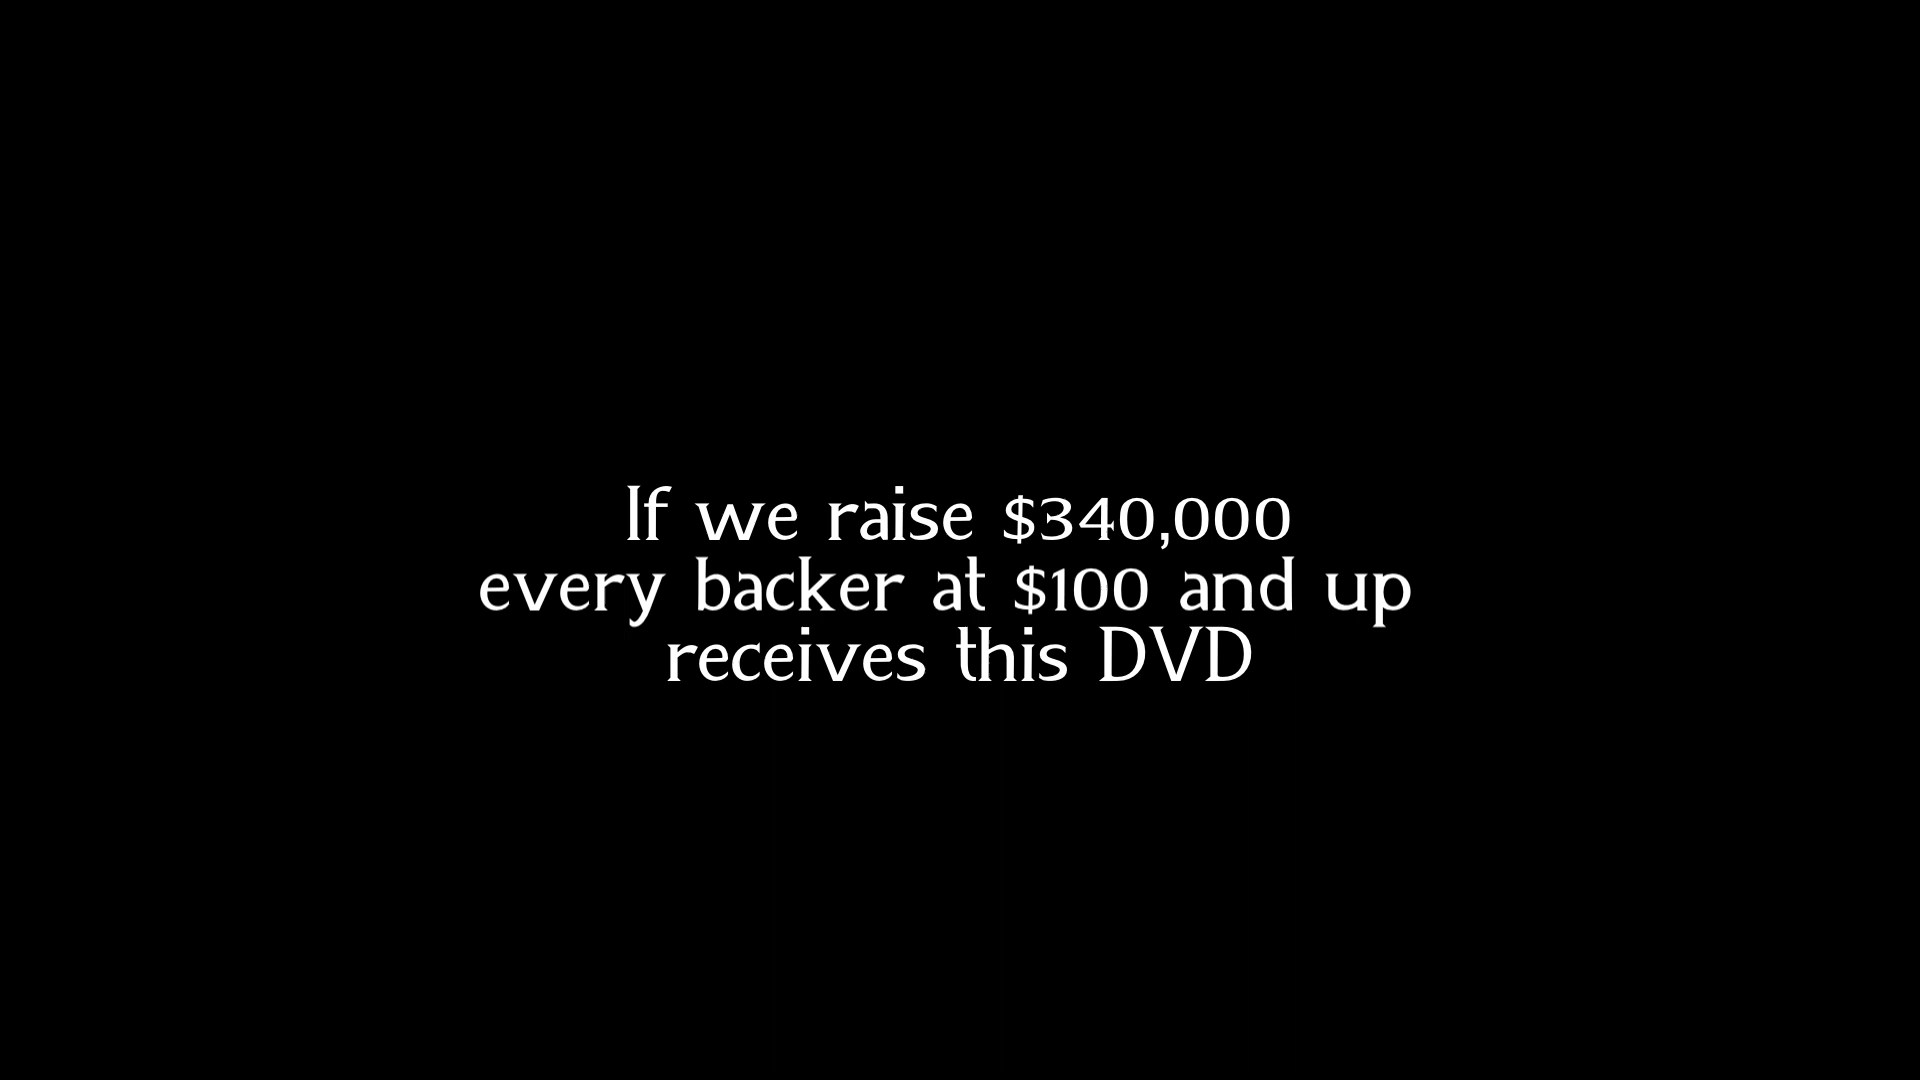 If we raise $340,000
every backer at $100 and up
receives this DVD